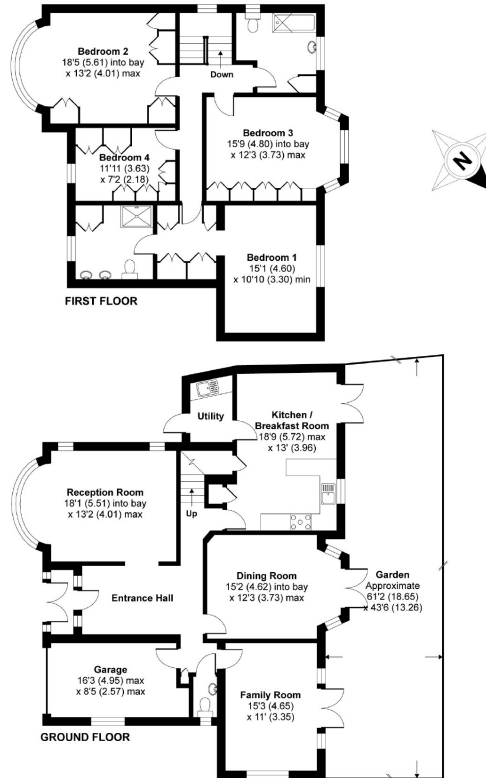 Bedroom 2
18'5 (5.61) into bay
x 13'2 (4.01) max
Down
Bedroom 3
15'9 (4.80) into bay
x 12'3 (3.73) max
Bedroom 4
11'11 (3.63)
x 7'2 (2.18)
N
Bedroom 1
15'1 (4.60)
x 10'10 (3.30) min
FIRST FLOOR
Utility
Kitchen /
Breakfast Room
18'9 (5.72) max
x 13' (3.96)
Reception Room
18'1 (5.51) into bay
x 13'2 (4.01) max
Up
Dining Room
15'2 (4.62) into bay
x 12'3 (3.73) max
Garden
Approximate
61'2 (18.65)
x 43'6 (13.26)
Entrance Hall
Garage
16'3 (4.95) max
x 8'5 (2.57) max
Family Room
15'3 (4.65)
x 11' (3.35)
GROUND FLOOR